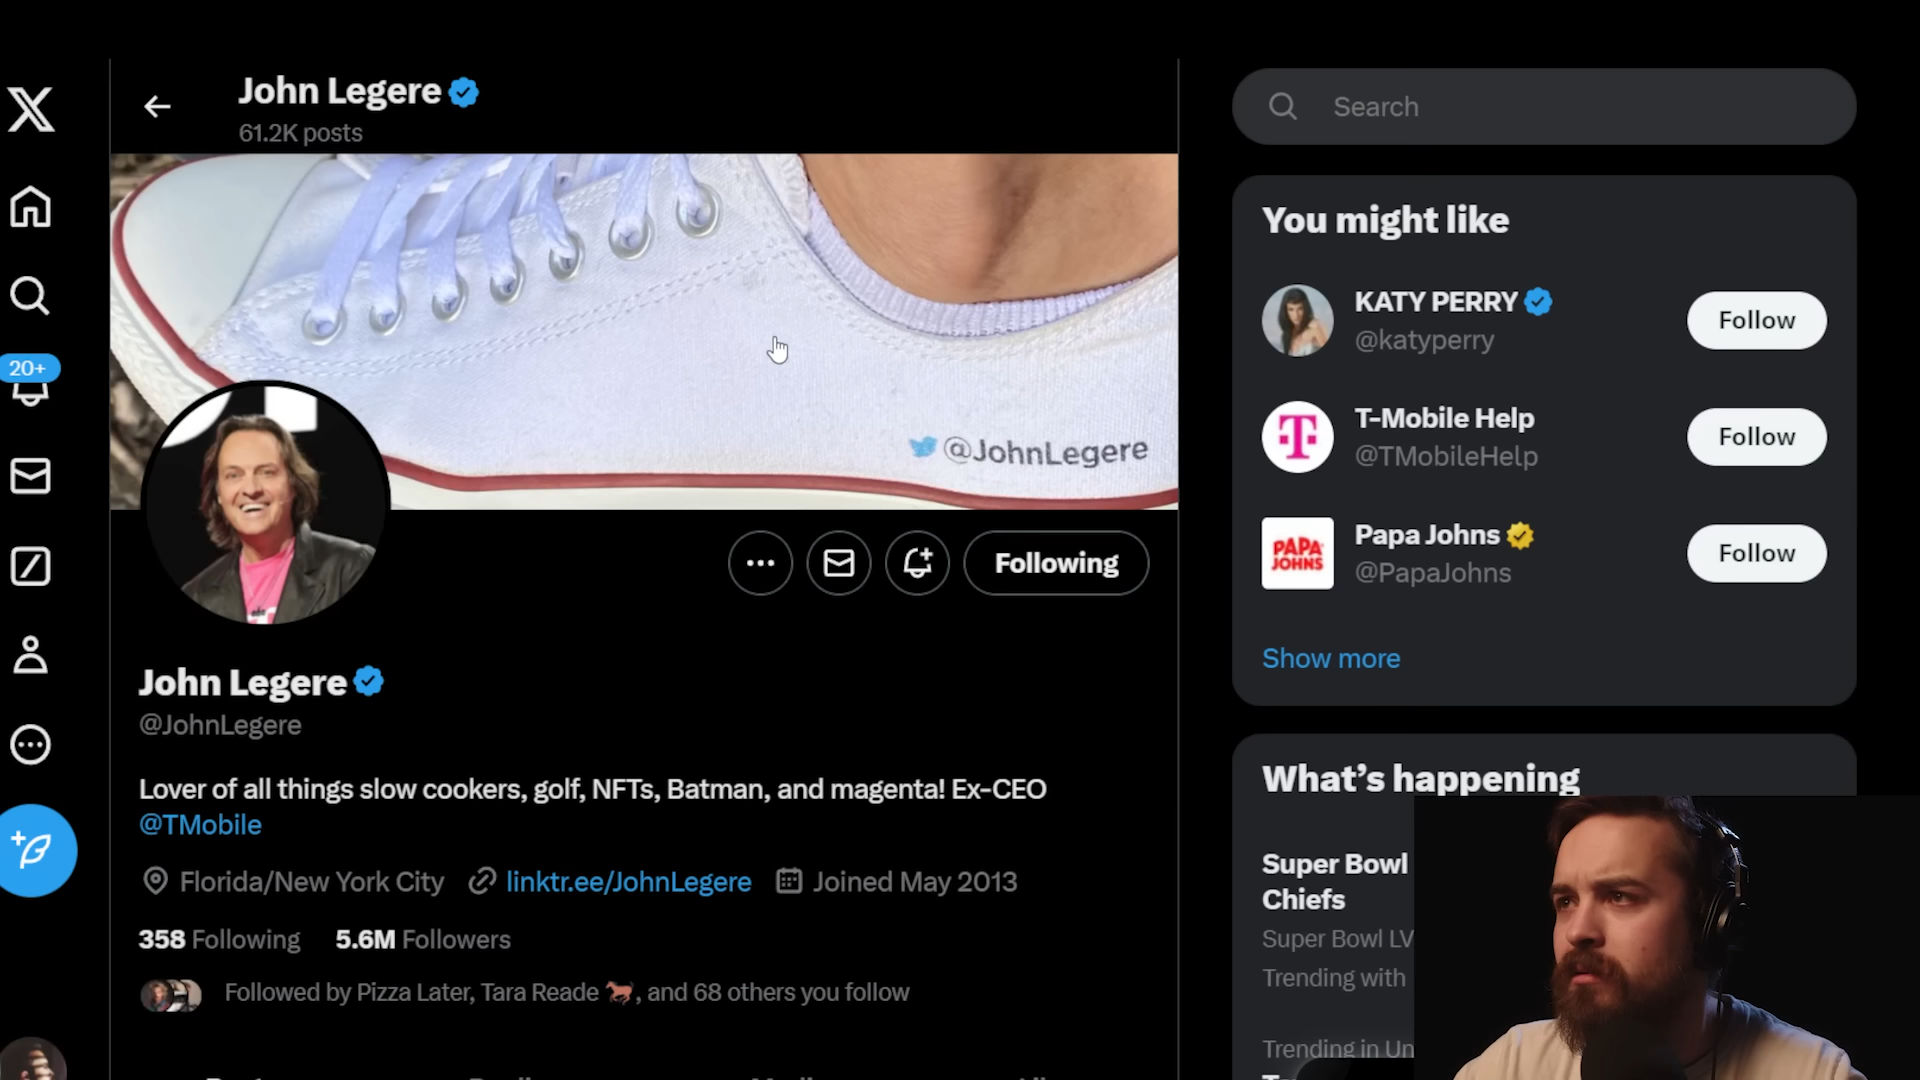 John Legere
61.2K posts
@JohnLegere
20+
Following
John Legere
@JohnLegere
Lover of all things slow cookers, golf, NFTs, Batman, and magenta! Ex-CEO
@TMobile
Florida/New York City linktr.ee/JohnLegere Joined May 2013
358 Following 5.6M Followers
Followed by Pizza Later, Tara Reade 🐎, and 68 others you follow
Search
You might like
KATY PERRY
@katyperry
Follow
T
T-Mobile Help
@TMobileHelp
Follow
PAPA
JOHNS
Papa Johns
@PapaJohns
Follow
Show more
What's happening
Super Bowl
Chiefs
Super Bowl LV
Trending with
Trending in Un